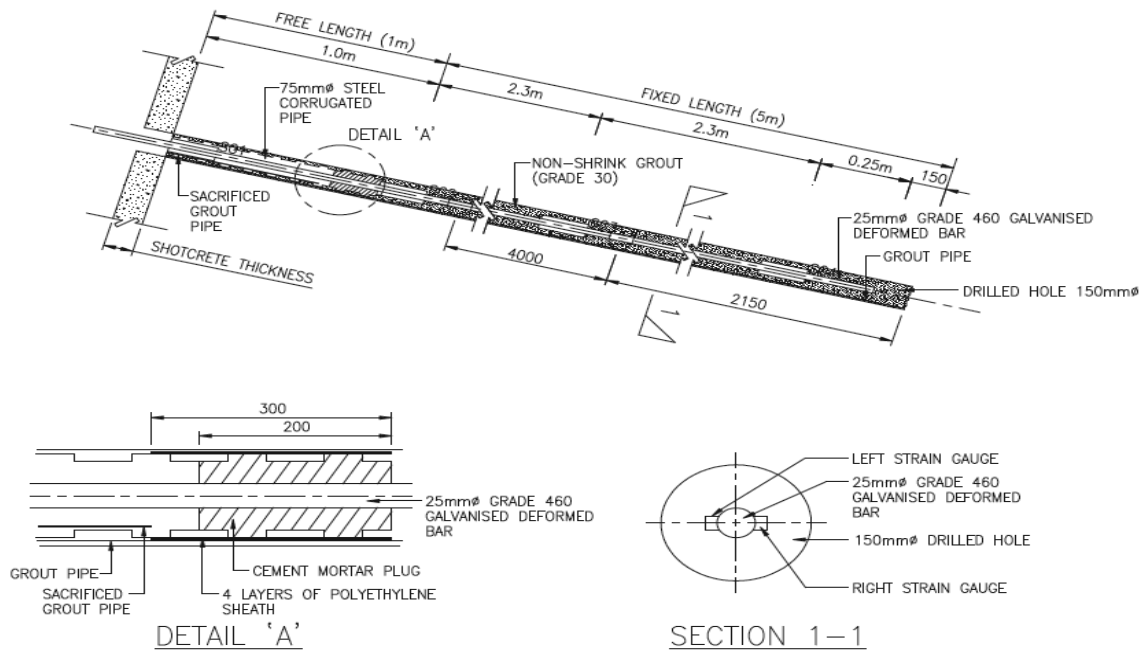 FREE LENGTH (1m)
1.0m
FIXED LENGTH (5m)
2.3m
2.3m
0.25m
150
75mmø STEEL
CORRUGATED
PIPE
DETAIL 'A'
NON-SHRINK GROUT
(GRADE 30)
1
SACRIFICED
GROUT
PIPE
25mmø GRADE 460 GALVANISED
DEFORMED BAR
GROUT PIPE
SHOTCRETE THICKNESS
4000
2150
DRILLED HOLE 150mmø
1
300
200
25mmø GRADE 460
GALVANISED DEFORMED
BAR
GROUT PIPE
SACRIFICED
GROUT PIPE
CEMENT MORTAR PLUG
4 LAYERS OF POLYETHYLENE
SHEATH
DETAIL 'A'
LEFT STRAIN GAUGE
25mmø GRADE 460
GALVANISED DEFORMED
BAR
150mmø DRILLED HOLE
RIGHT STRAIN GAUGE
SECTION 1-1